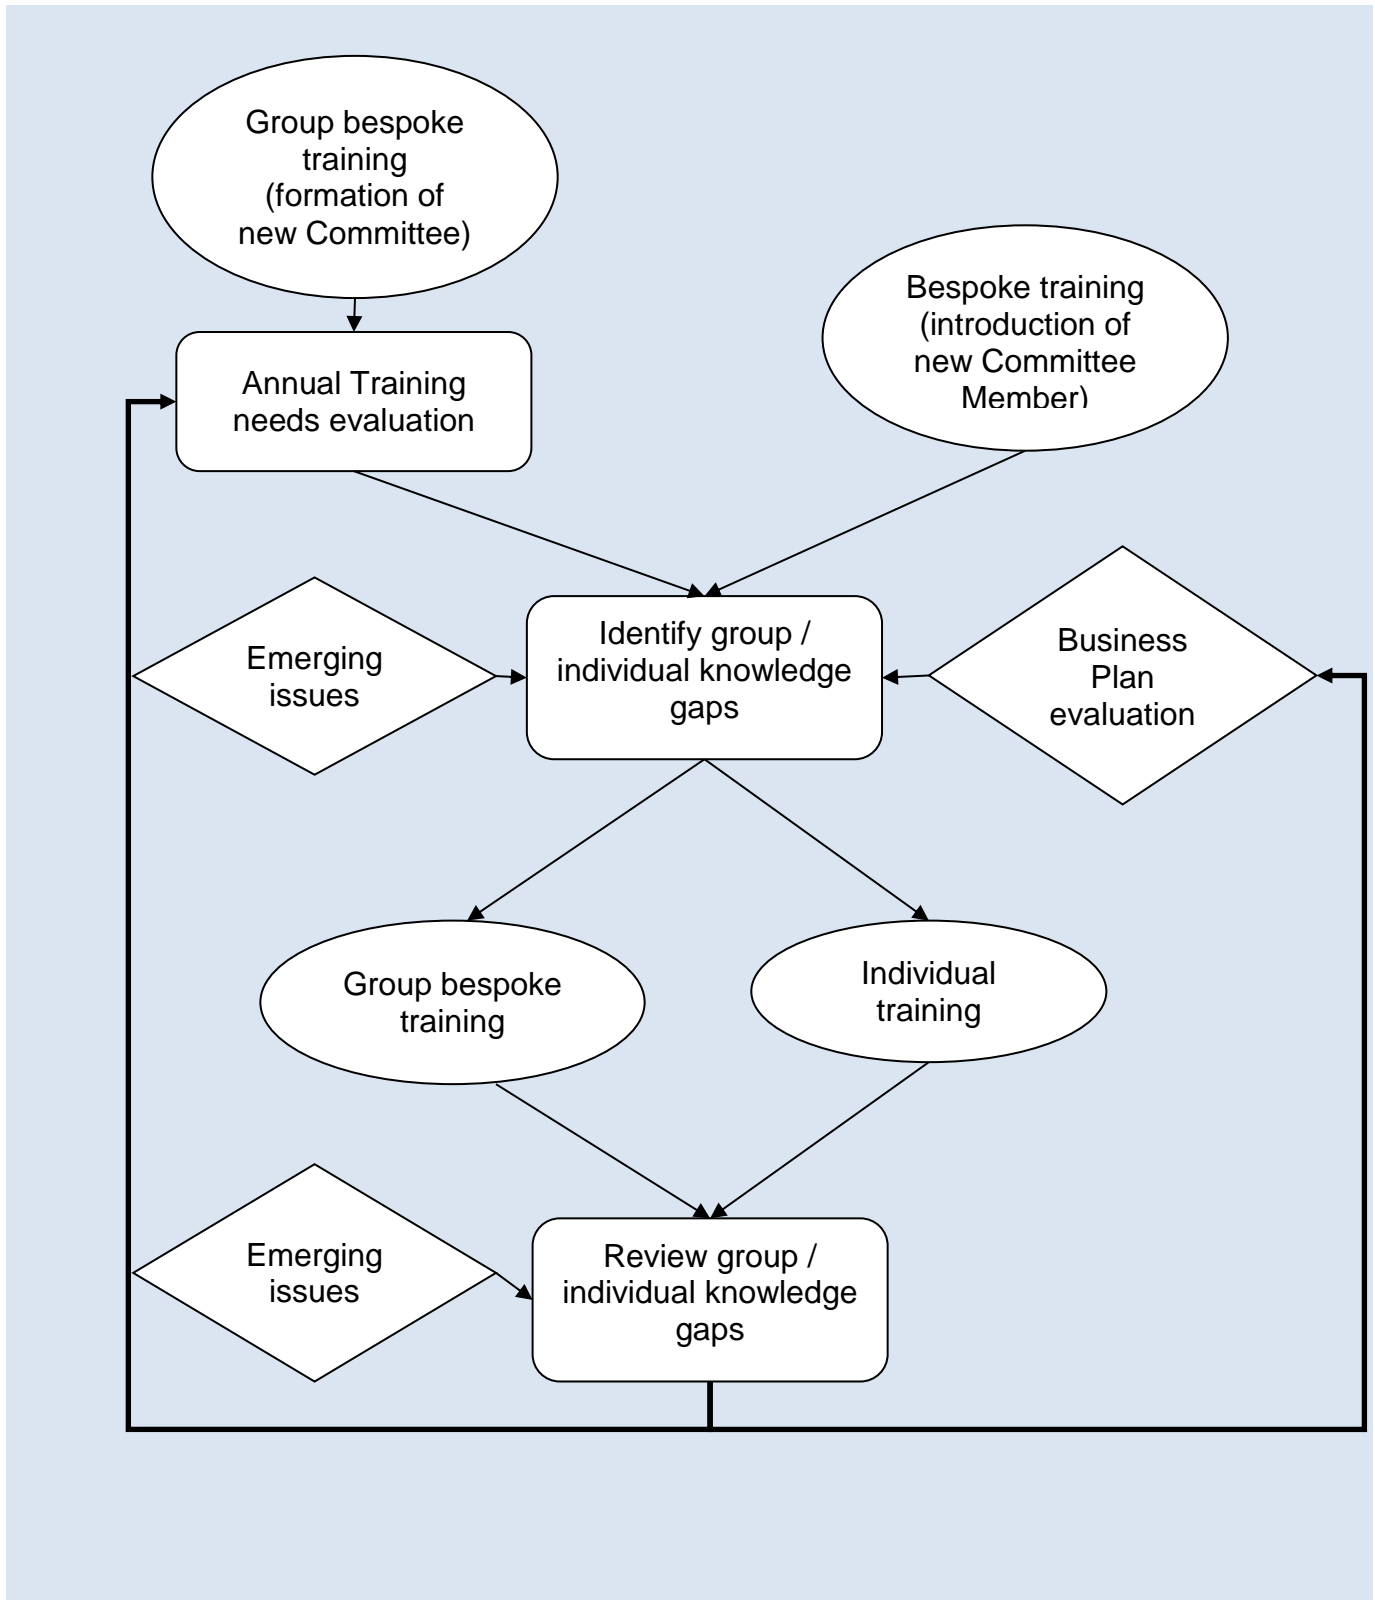 Group bespoke
training
(formation of
new Committee)
Bespoke training
(introduction of
new Committee
Member)
Annual Training
needs evaluation
Emerging
issues
Identify group /
individual knowledge
gaps
Business
Plan
evaluation
Group bespoke
training
Individual
training
Emerging
issues
Review group /
individual knowledge
gaps